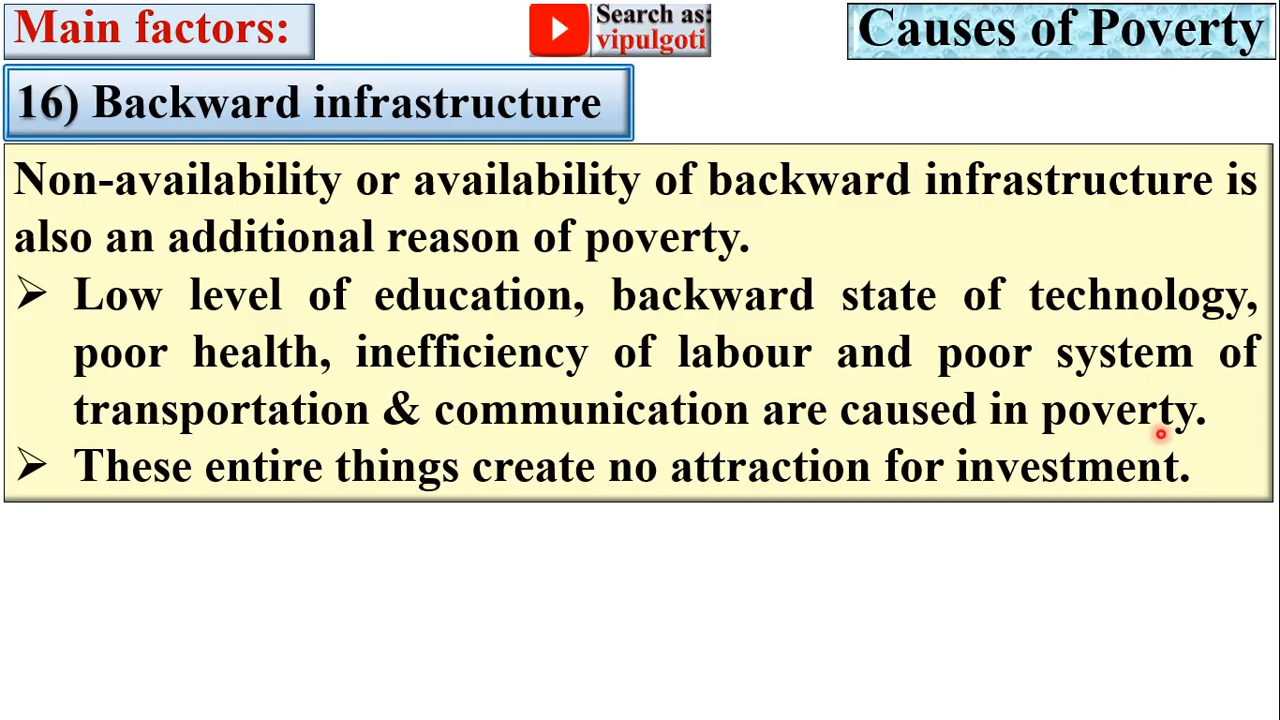 Main factors:
Search as:
vipulgoti
Causes of Poverty
16) Backward infrastructure
Non-availability or availability of backward infrastructure is
also an additional reason of poverty.
➢ Low level of education, backward state of technology,
poor health, inefficiency of labour and poor system of
transportation & communication are caused in poverty.
➢ These entire things create no attraction for investment.